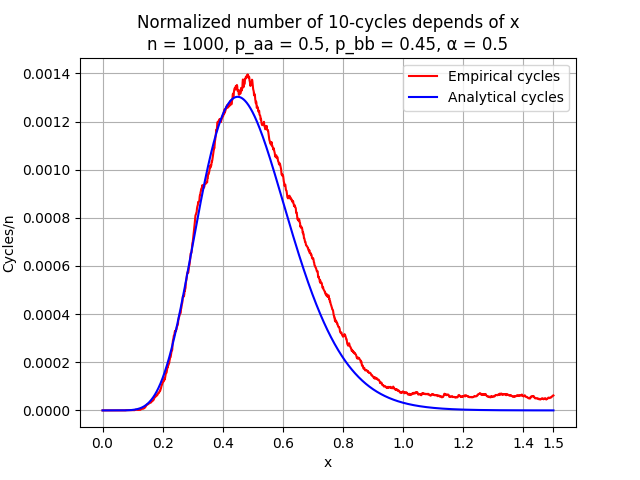 Normalized number of 10-cycles depends of x
n = 1000, p_aa = 0.5, p_bb = 0.45, α = 0.5
Empirical cycles
Analytical cycles
Cycles/n
0.0014
0.0012
0.0010
0.0008
0.0006
0.0004
0.0002
0.0000
0.0 0.2 0.4 0.6 0.8 1.0 1.2 1.4 1.5
x